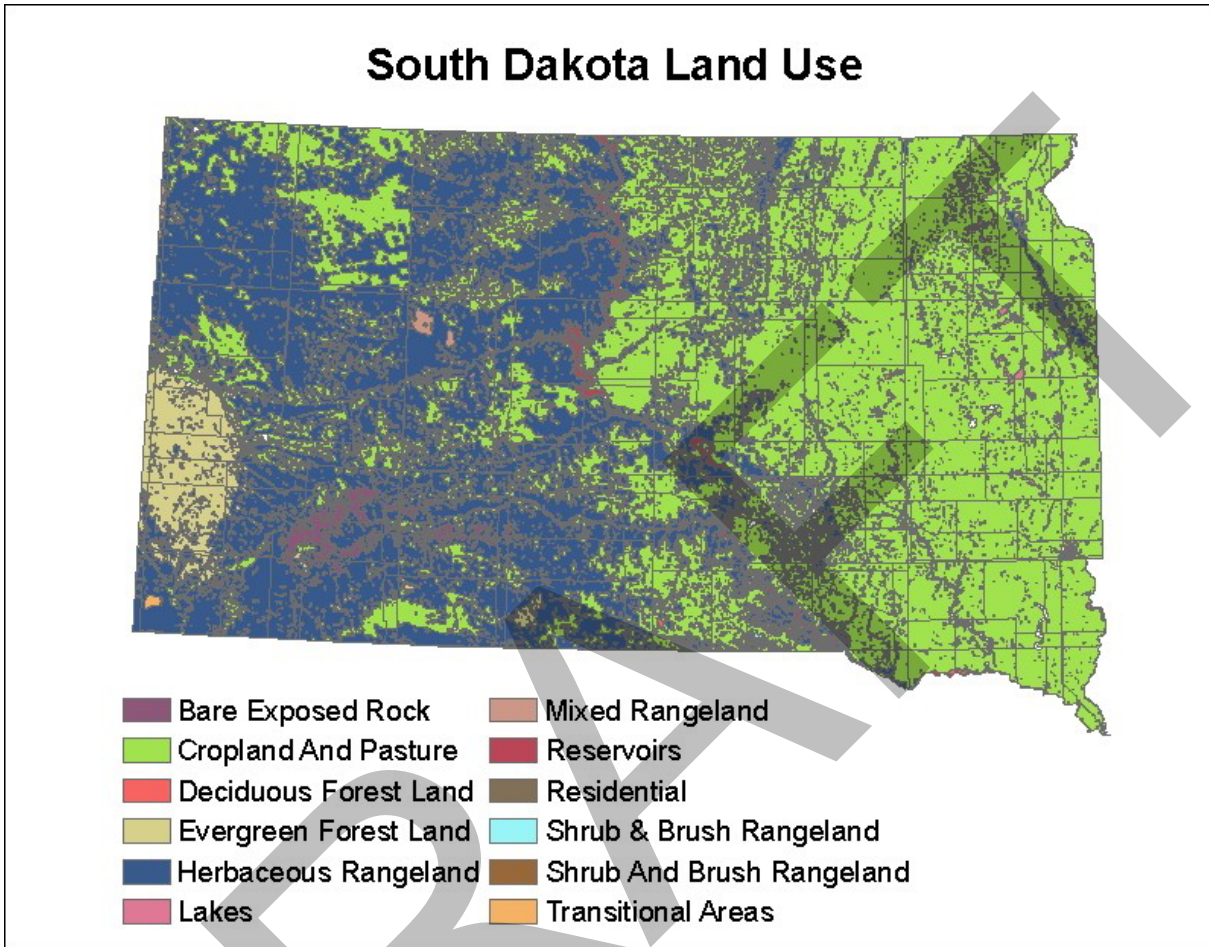 South Dakota Land Use
Bare Exposed Rock
Cropland And Pasture
Deciduous Forest Land
Evergreen Forest Land
Herbaceous Rangeland
Lakes
Mixed Rangeland
Reservoirs
Residential
Shrub & Brush Rangeland
Shrub And Brush Rangeland
Transitional Areas
DRAFT